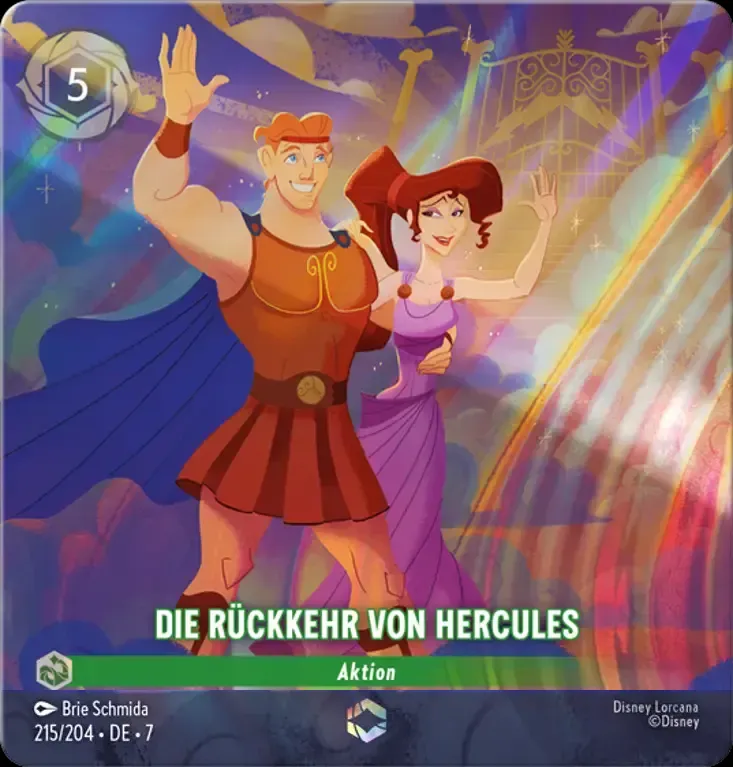 5
DIE RÜCKKEHR VON HERCULES
Aktion
Brie Schmida
215/204 • DE • 7
Disney Lorcana
©Disney